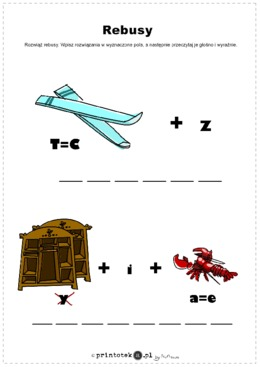 Rebusy
Rozwiąż rebusy. Wpisz rozwiązania w wyznaczone pola, a następnie przeczytaj je głośno i wyraźnie.
+ z
T=C
+ i +
y
a=e
© printoteka.pl